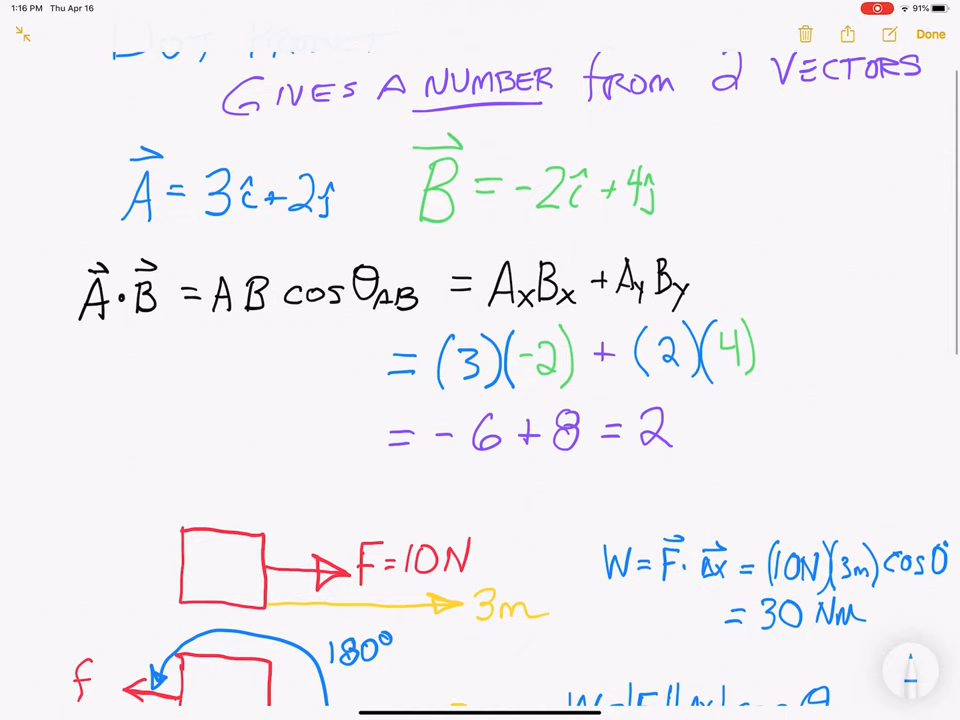 1:16 PM Thu Apr 16 91%
Done
GIVES A NUMBER from 2 VECTORS
A⃗ = 3î + 2ĵ B⃗ = -2î + 4ĵ
A⃗ · B⃗ = A B cos θAB = AxBx + AyBy
= (3)(-2) + (2)(4)
= -6 + 8 = 2
F = 10N
3m
W = F⃗ · Δx⃗ = (10N)(3m) cos 0°
= 30 Nm
180°
f